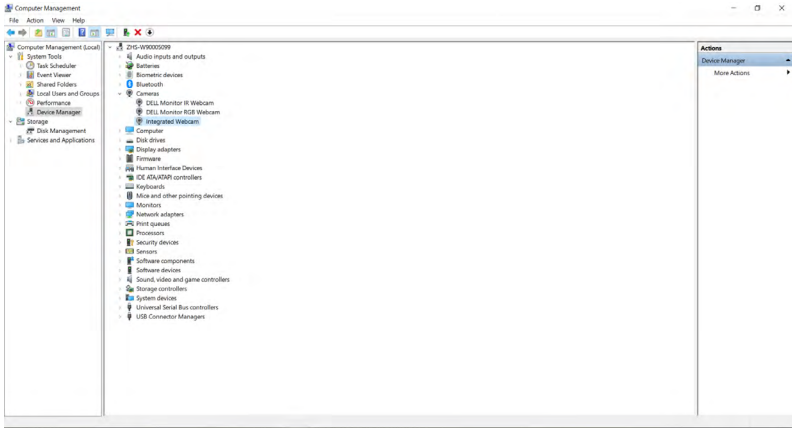 Computer Management
File Action View Help
Computer Management (Local)
System Tools
Task Scheduler
Event Viewer
Shared Folders
Local Users and Groups
Performance
Device Manager
Storage
Disk Management
Services and Applications
ZHS-W90005099
Audio inputs and outputs
Batteries
Biometric devices
Bluetooth
Cameras
DELL Monitor IR Webcam
DELL Monitor RGB Webcam
Integrated Webcam
Computer
Disk drives
Display adapters
Firmware
Human Interface Devices
IDE ATA/ATAPI controllers
Keyboards
Mice and other pointing devices
Monitors
Network adapters
Print queues
Processors
Security devices
Sensors
Software components
Software devices
Sound, video and game controllers
Storage controllers
System devices
Universal Serial Bus controllers
USB Connector Managers
Actions
Device Manager
More Actions